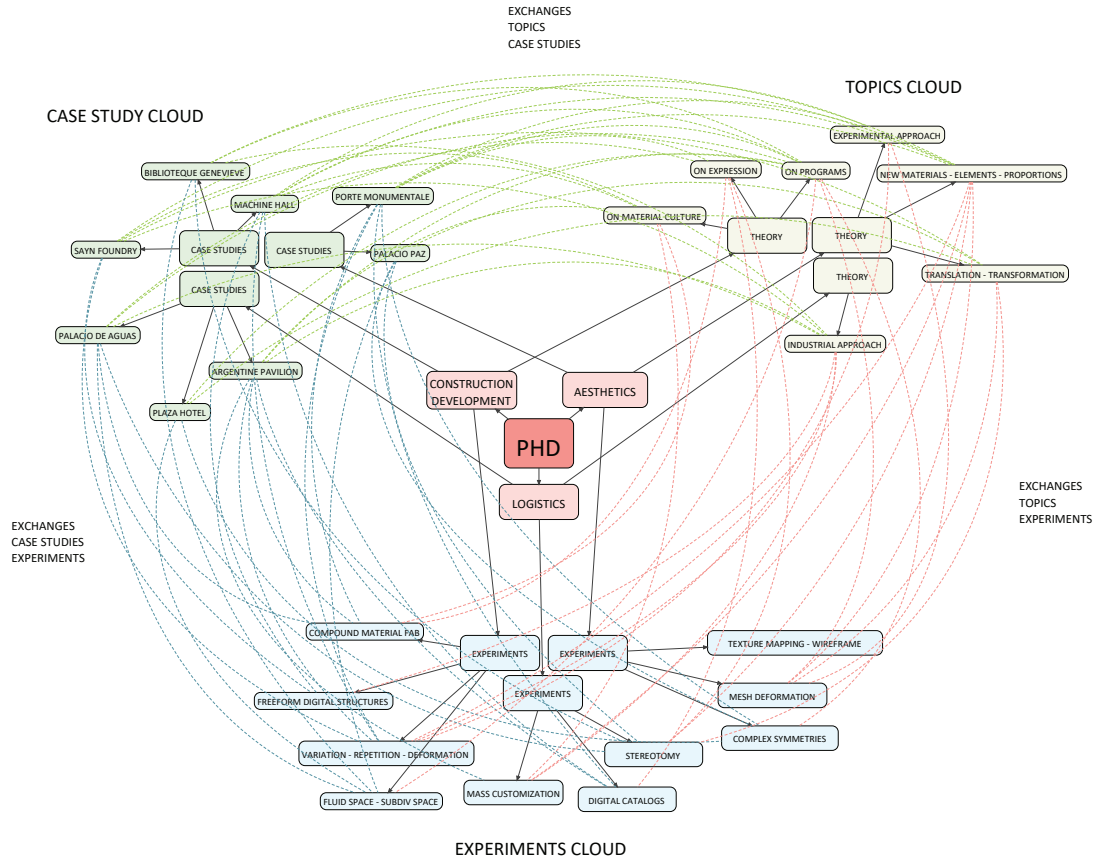 EXCHANGES
TOPICS
CASE STUDIES
TOPICS CLOUD
CASE STUDY CLOUD
EXPERIMENTAL APPROACH
BIBLIOTEQUE GENEVIEVE
ON EXPRESSION
ON PROGRAMS
NEW MATERIALS - ELEMENTS - PROPORTIONS
MACHINE HALL
PORTE MONUMENTALE
ON MATERIAL CULTURE
SAYN FOUNDRY
CASE STUDIES
CASE STUDIES
PALACIO PAZ
THEORY
THEORY
CASE STUDIES
THEORY
TRANSLATION - TRANSFORMATION
PALACIO DE AGUAS
INDUSTRIAL APPROACH
ARGENTINE PAVILION
CONSTRUCTION
DEVELOPMENT
AESTHETICS
PLAZA HOTEL
PHD
LOGISTICS
EXCHANGES
TOPICS
EXPERIMENTS
EXCHANGES
CASE STUDIES
EXPERIMENTS
COMPOUND MATERIAL FAB
EXPERIMENTS
EXPERIMENTS
TEXTURE MAPPING - WIREFRAME
FREEFORM DIGITAL STRUCTURES
EXPERIMENTS
MESH DEFORMATION
VARIATION - REPETITION - DEFORMATION
STEREOTOMY
COMPLEX SYMMETRIES
FLUID SPACE - SUBDIV SPACE
MASS CUSTOMIZATION
DIGITAL CATALOGS
EXPERIMENTS CLOUD